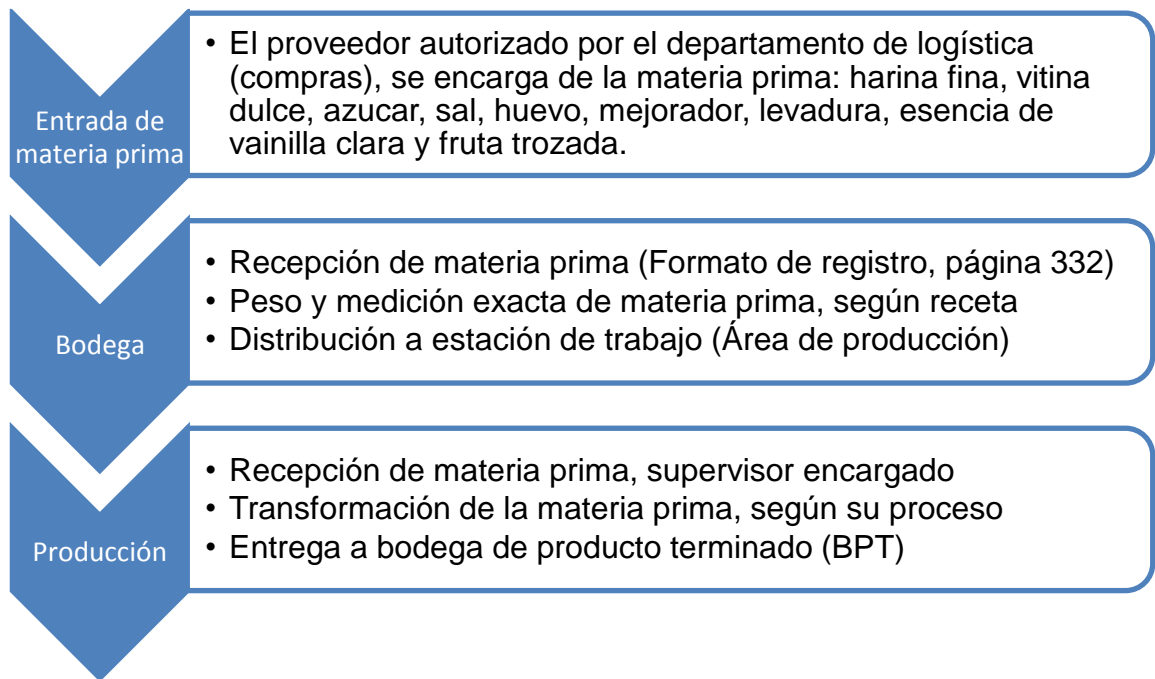 Entrada de
materia prima
• El proveedor autorizado por el departamento de logística
(compras), se encarga de la materia prima: harina fina, vitina
dulce, azucar, sal, huevo, mejorador, levadura, esencia de
vainilla clara y fruta trozada.
Bodega
• Recepción de materia prima (Formato de registro, página 332)
• Peso y medición exacta de materia prima, según receta
• Distribución a estación de trabajo (Área de producción)
Producción
• Recepción de materia prima, supervisor encargado
• Transformación de la materia prima, según su proceso
• Entrega a bodega de producto terminado (BPT)